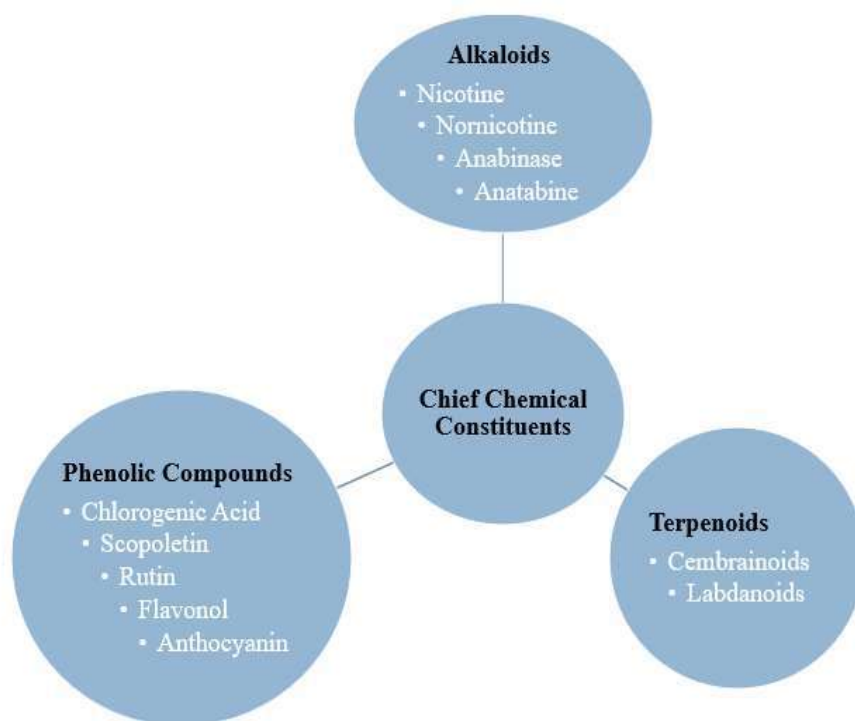 Alkaloids
• Nicotine
• Nornicotine
• Anabinase
• Anatabine
Chief Chemical
Constituents
Phenolic Compounds
• Chlorogenic Acid
• Scopoletin
• Rutin
• Flavonol
• Anthocyanin
Terpenoids
• Cembrainoids
• Labdanoids